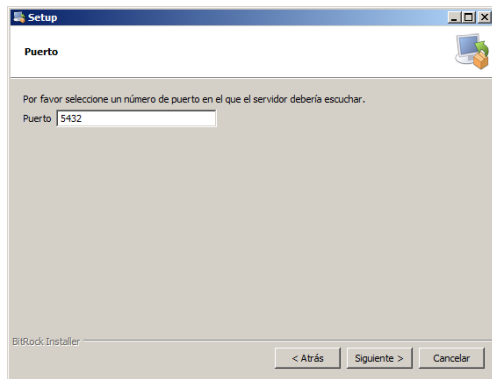 Setup
Puerto
Por favor seleccione un número de puerto en el que el servidor debería escuchar.
Puerto 5432
BitRock Installer
< Atrás Siguiente > Cancelar